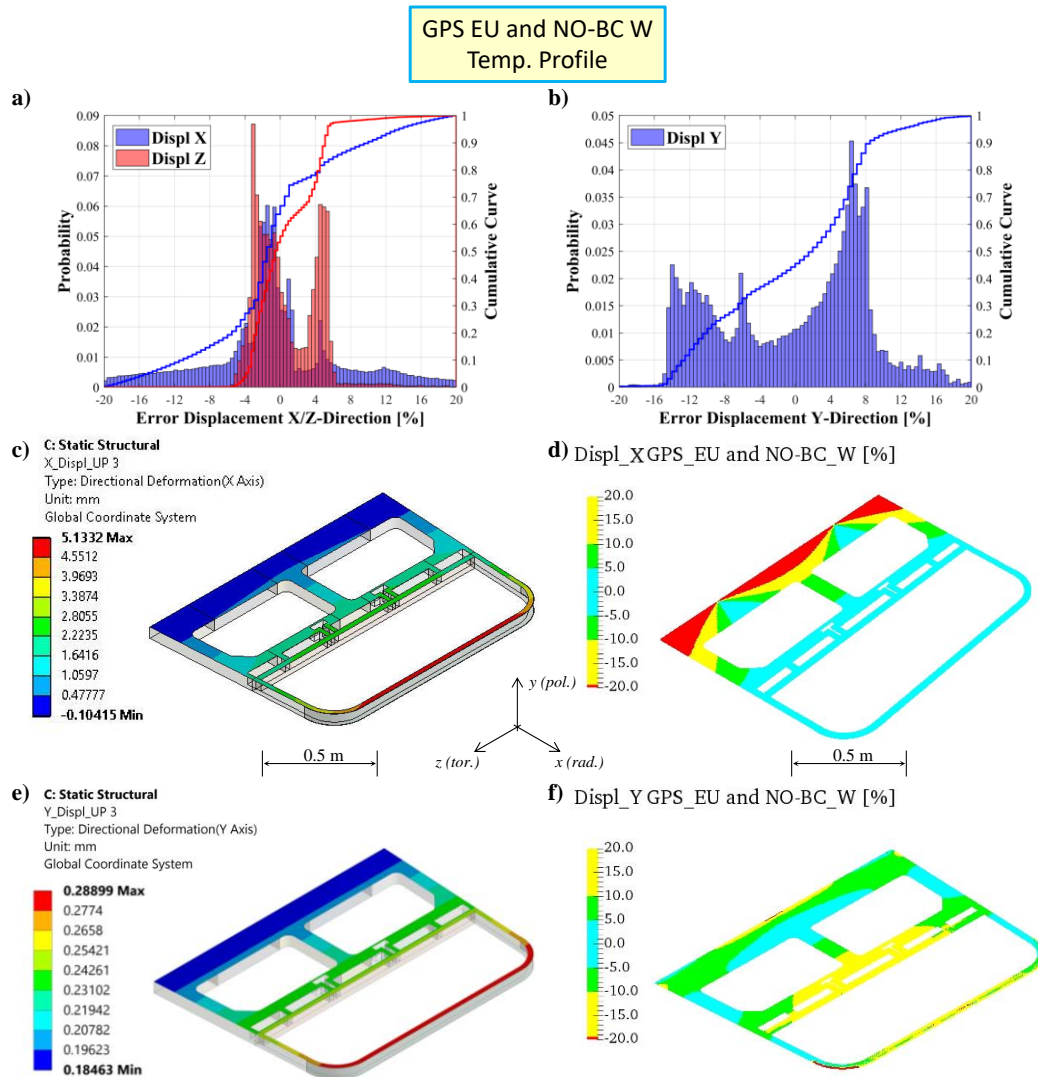 GPS EU and NO-BC W
Temp. Profile
a)
b)
0.09
0.08
0.07
0.06
0.05
0.04
0.03
0.02
0.01
0
Probability
Displ X
Displ Z
1
0.9
0.8
0.7
0.6
0.5
0.4
0.3
0.2
0.1
0
Cumulative Curve
-20 -16 -12 -8 -4 0 4 8 12 16 20
Error Displacement X/Z-Direction [%]
0.05
0.045
0.04
0.035
0.03
0.025
0.02
0.015
0.01
0.005
0
Probability
Displ Y
1
0.9
0.8
0.7
0.6
0.5
0.4
0.3
0.2
0.1
0
Cumulative Curve
-20 -16 -12 -8 -4 0 4 8 12 16 20
Error Displacement Y-Direction [%]
c)
C: Static Structural
X_Displ_UP 3
Type: Directional Deformation(X Axis)
Unit: mm
Global Coordinate System
5.1332 Max
4.5512
3.9693
3.3874
2.8055
2.2235
1.6416
1.0597
0.47777
-0.10415 Min
0.5 m
y (pol.)
z (tor.)
x (rad.)
d) Displ_X GPS_EU and NO-BC_W [%]
20.0
15.0
10.0
5.0
0.0
-5.0
-10.0
-15.0
-20.0
0.5 m
e)
C: Static Structural
Y_Displ_UP 3
Type: Directional Deformation(Y Axis)
Unit: mm
Global Coordinate System
0.28899 Max
0.2774
0.2658
0.25421
0.24261
0.23102
0.21942
0.20782
0.19623
0.18463 Min
f) Displ_Y GPS_EU and NO-BC_W [%]
20.0
15.0
10.0
5.0
0.0
-5.0
-10.0
-15.0
-20.0